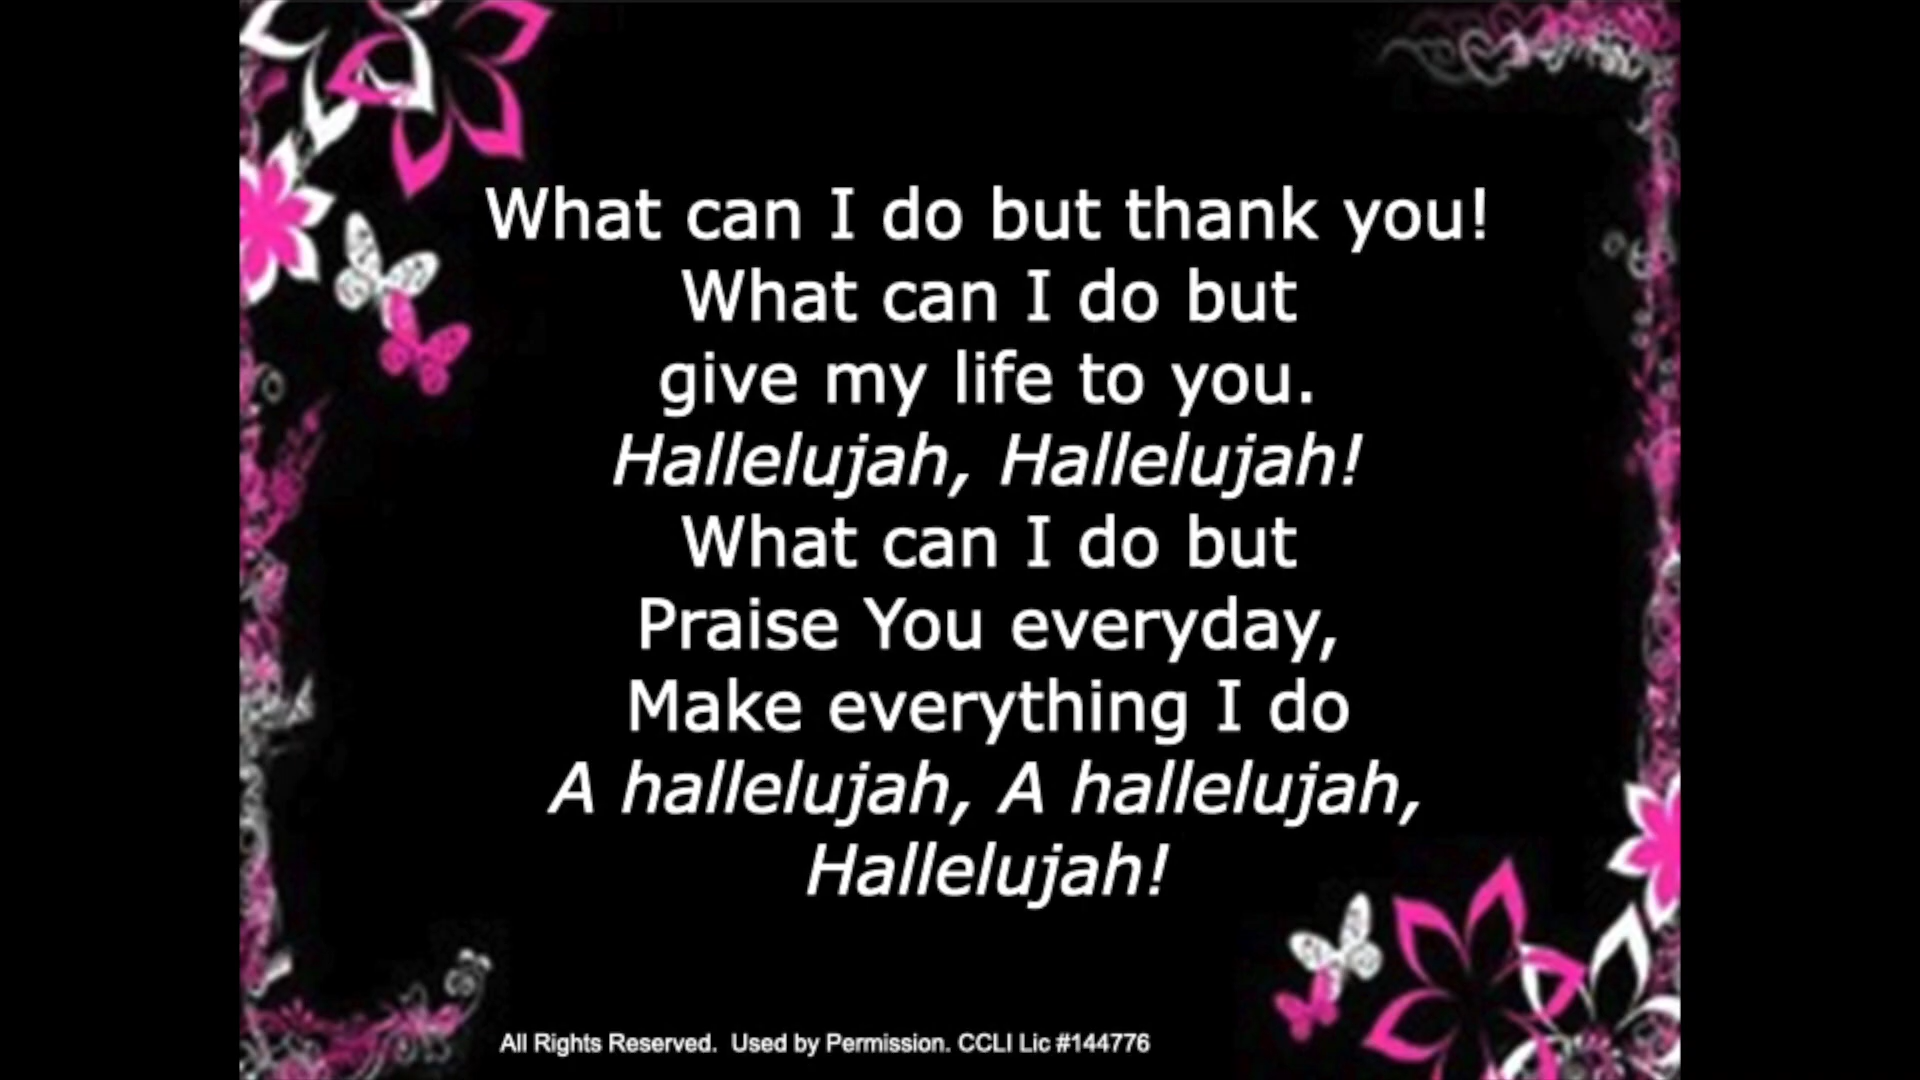 What can I do but thank you!
What can I do but
give my life to you.
Hallelujah, Hallelujah!
What can I do but
Praise You everyday,
Make everything I do
A hallelujah, A hallelujah,
Hallelujah!
All Rights Reserved.  Used by Permission. CCLI Lic #144776